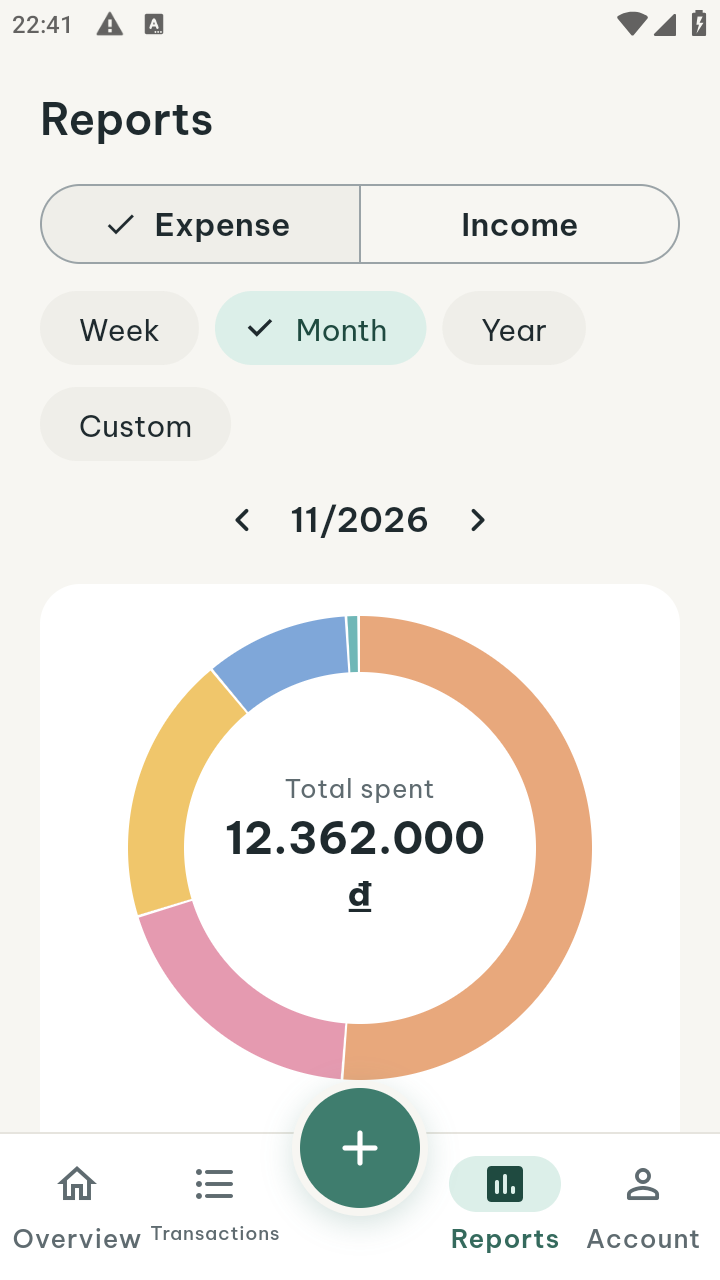 22:41
Reports
Expense
Income
Week
Month
Year
Custom
11/2026
Total spent
12.362.000
₫
Overview
Transactions
Reports
Account